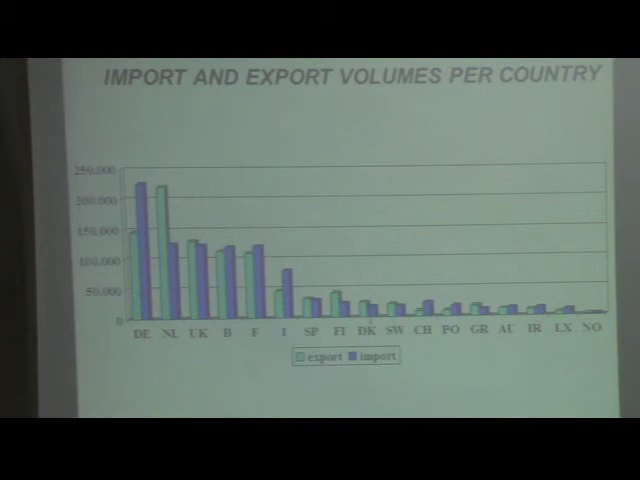 IMPORT AND EXPORT VOLUMES PER COUNTRY
250.000
200.000
150.000
100.000
50.000
0
DE NL UK B F I SP FI DK SW CH PO GR AU IR LX NO
export import